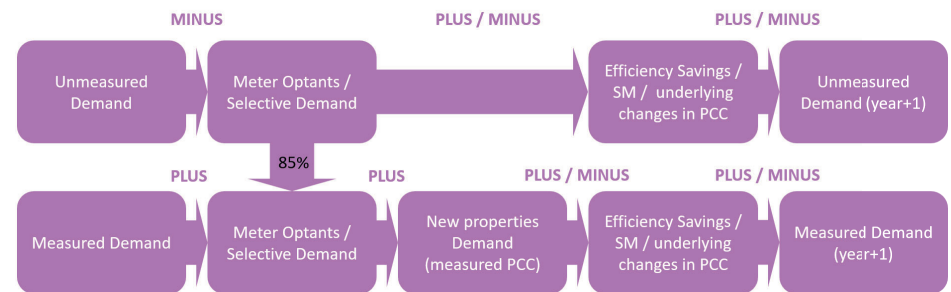 MINUS
PLUS / MINUS
PLUS / MINUS
Unmeasured
Demand
Meter Optants /
Selective Demand
Efficiency Savings /
SM / underlying
changes in PCC
Unmeasured
Demand (year+1)
85%
PLUS
PLUS
PLUS / MINUS
PLUS / MINUS
Measured Demand
Meter Optants /
Selective Demand
New properties
Demand
(measured PCC)
Efficiency Savings /
SM / underlying
changes in PCC
Measured Demand
(year+1)